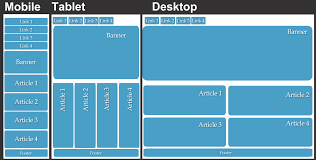 Mobile
Link 1
Link 2
Link 3
Link 4
Banner
Article 1
Article 2
Article 3
Article 4
Footer
Tablet
Link 1 Link 2 Link 3 Link 4
Banner
Article 1
Article 2
Article 3
Article 4
Footer
Desktop
Link 1 Link 2 Link 3 Link 4
Banner
Article 1 Article 2
Article 3 Article 4
Footer